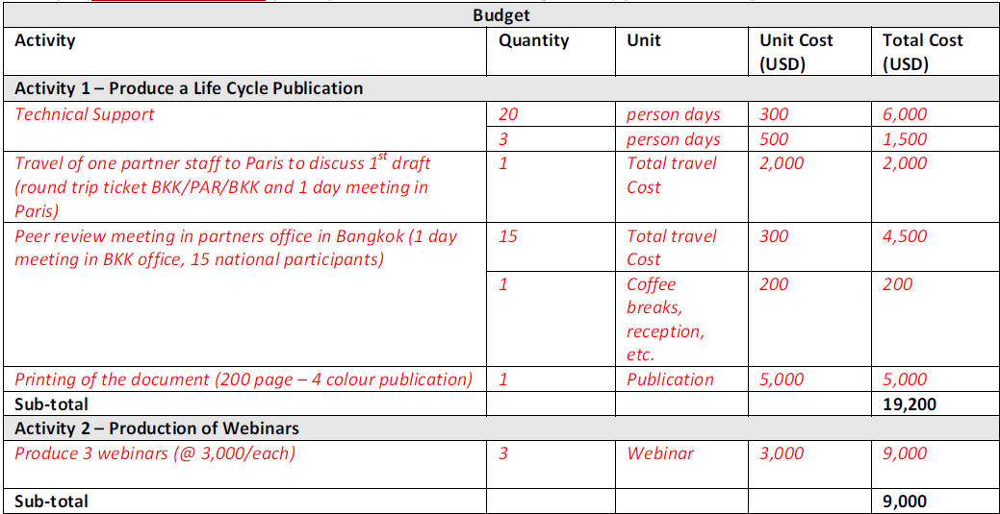 Budget
Activity Quantity Unit Unit Cost (USD) Total Cost (USD)
Activity 1 – Produce a Life Cycle Publication
Technical Support 20 person days 300 6,000
3 person days 500 1,500
Travel of one partner staff to Paris to discuss 1st draft
(round trip ticket BKK/PAR/BKK and 1 day meeting in
Paris)
1 Total travel Cost 2,000 2,000
Peer review meeting in partners office in Bangkok (1 day
meeting in BKK office, 15 national participants)
15 Total travel Cost 300 4,500
1 Coffee breaks, reception, etc. 200 200
Printing of the document (200 page – 4 colour publication) 1 Publication 5,000 5,000
Sub-total 19,200
Activity 2 – Production of Webinars
Produce 3 webinars (@ 3,000/each) 3 Webinar 3,000 9,000
Sub-total 9,000